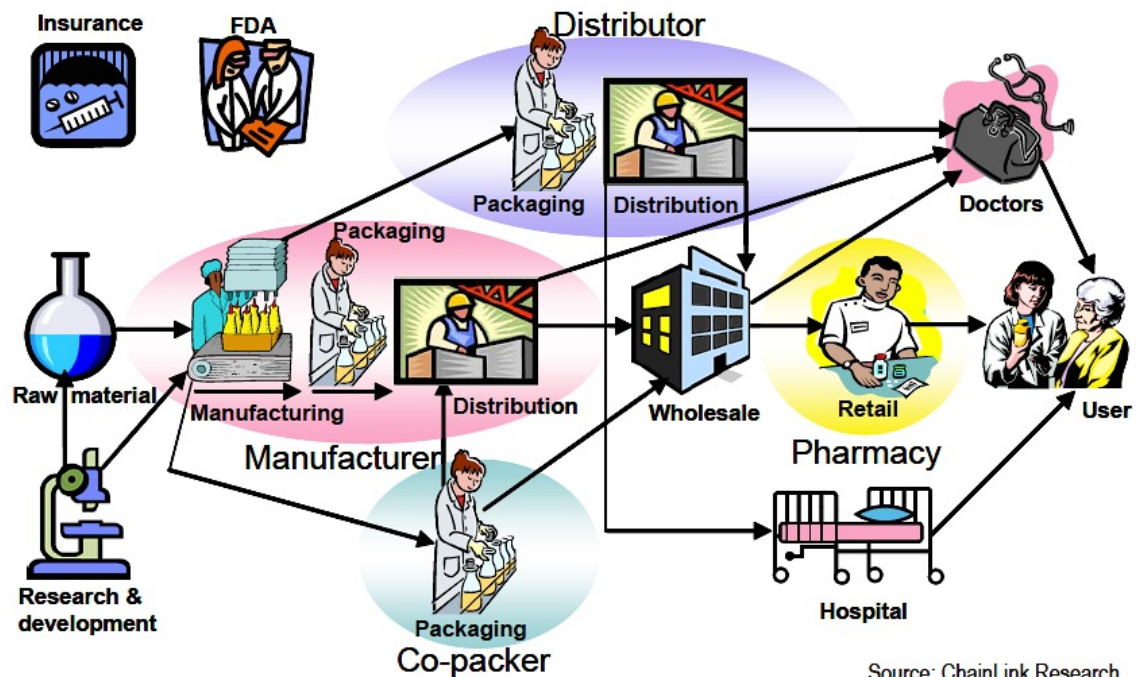 Insurance
FDA
Distributor
Packaging
Distribution
Doctors
Packaging
Raw material
Manufacturing
Distribution
Manufacturer
Wholesale
Retail
Pharmacy
User
Research &
development
Packaging
Co-packer
Hospital
Source: ChainLink Research